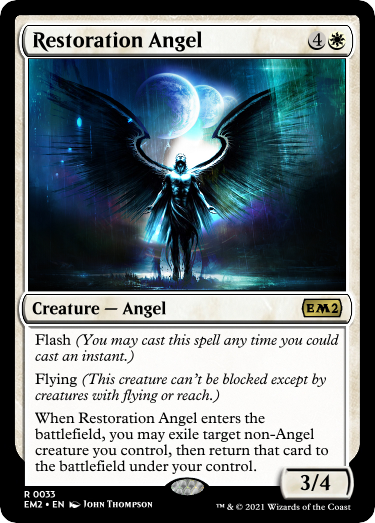 Restoration Angel 4
Creature — Angel EM2
Flash (You may cast this spell any time you could
cast an instant.)
Flying (This creature can't be blocked except by
creatures with flying or reach.)
When Restoration Angel enters the
battlefield, you may exile target non-Angel
creature you control, then return that card to
the battlefield under your control.
3/4
R 0033
EM2 • EN John Thompson
™ & © 2021 Wizards of the Coast